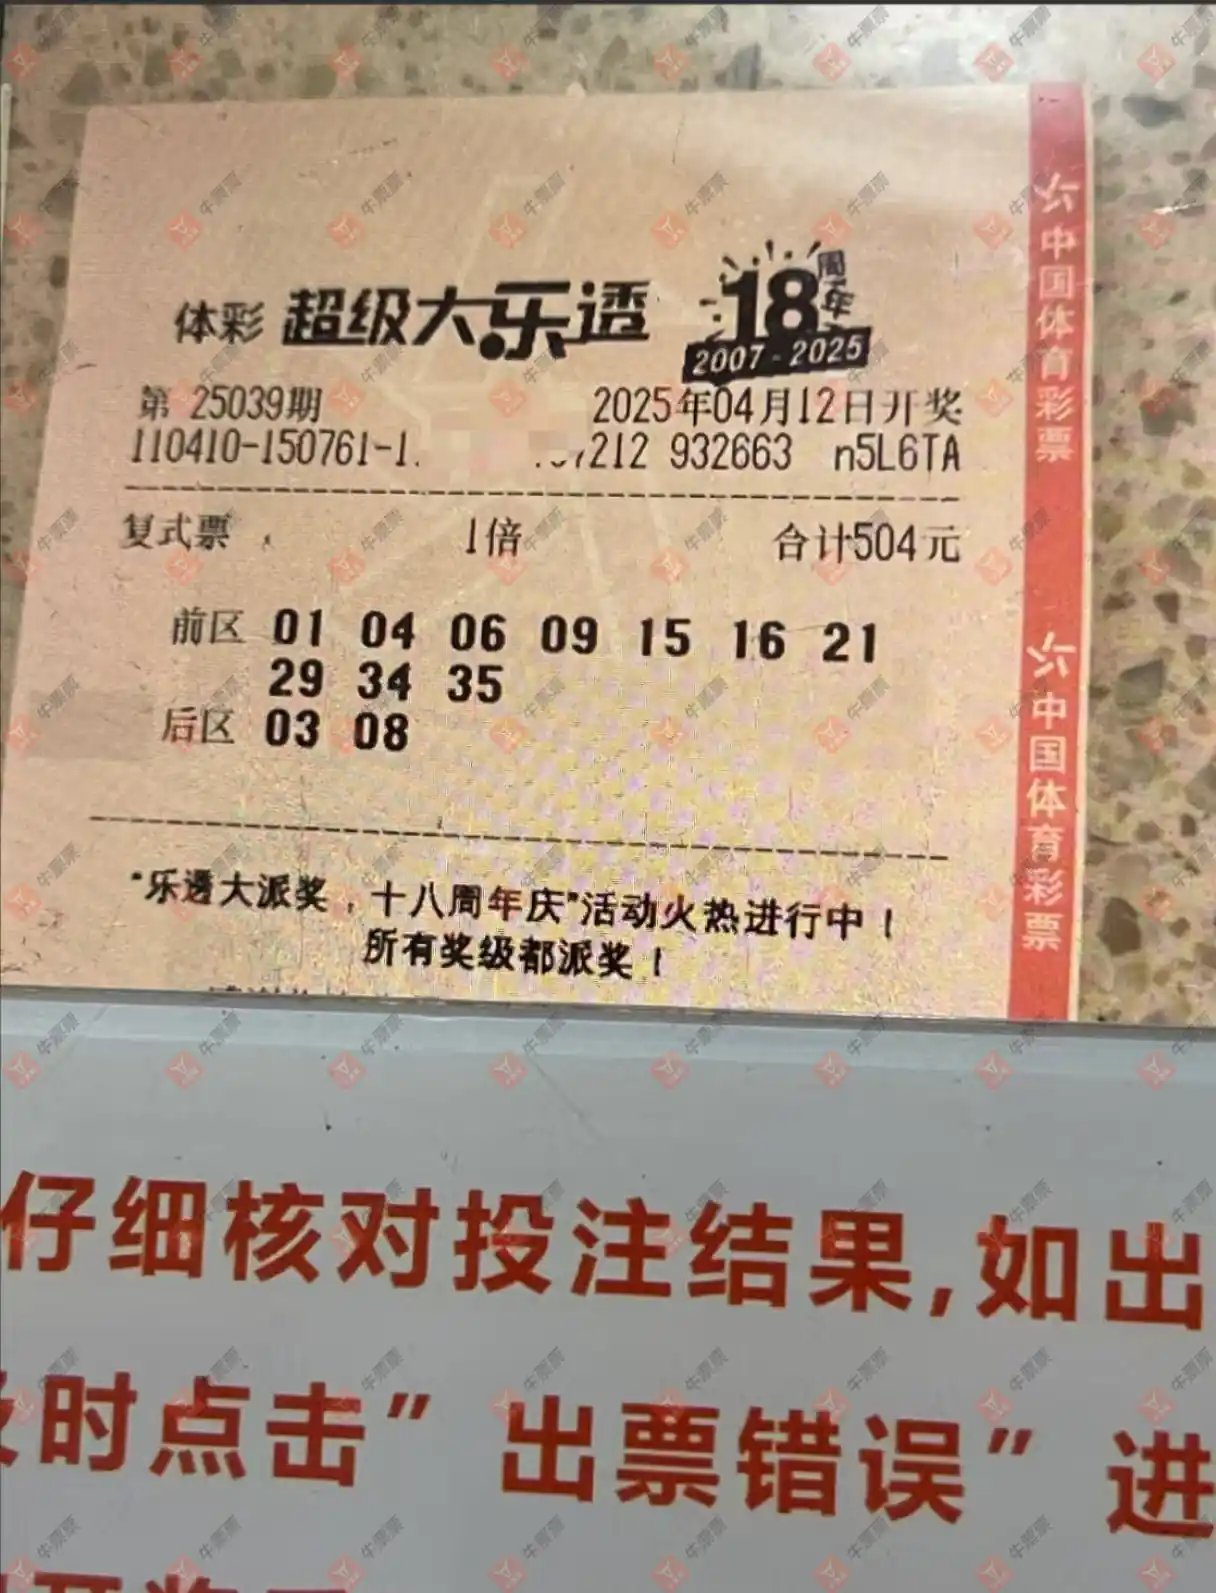 体彩 超级大乐透 18周年
2007-2025
第 25039期 2025年04月12日开奖
110410-150761-1 7212 932663 n5L6TA
复式票 1倍 合计504元
前区 01 04 06 09 15 16 21
29 34 35
后区 03 08
"乐透大派奖，十八周年庆"活动火热进行中！
所有奖级都派奖！
中国体育彩票
中国体育彩票
仔细核对投注结果,如出
时点击"出票错误"进
牛票票